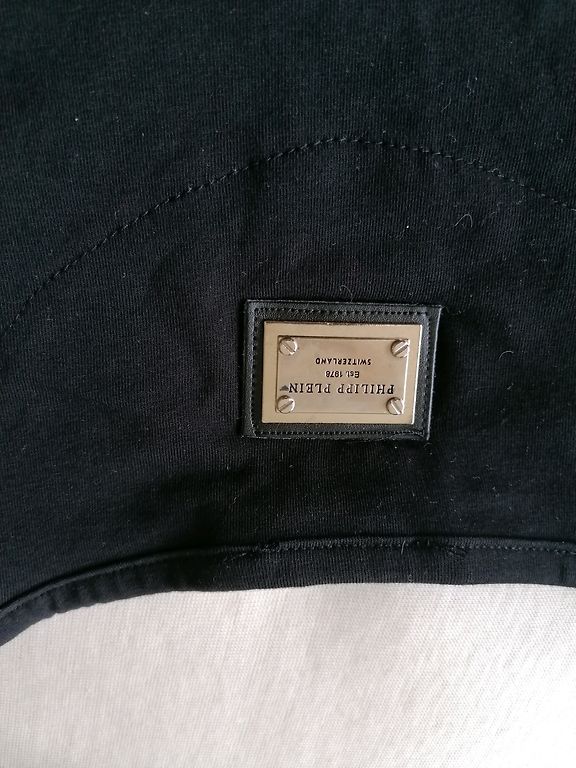 PHILIPP PLEIN
Est. 1978
SWITZERLAND